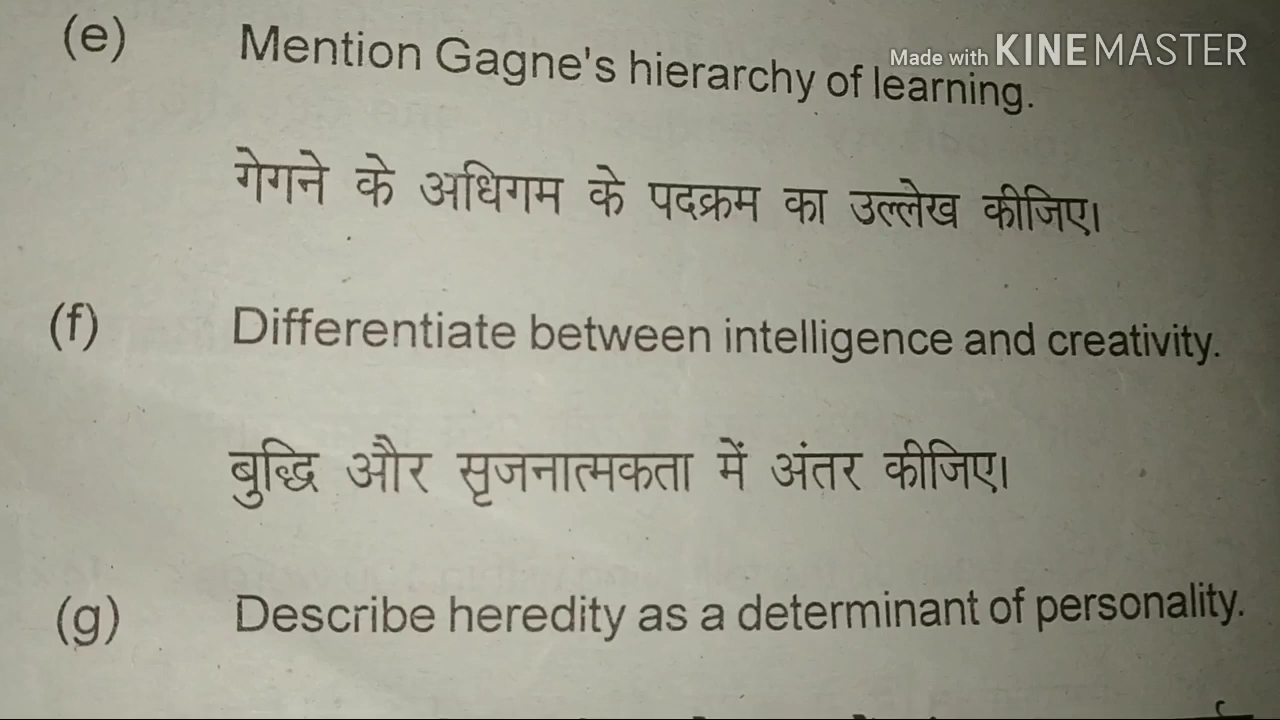 (e) Mention Gagne's hierarchy of learning.
Made with KINEMASTER
गेगने के अधिगम के पदक्रम का उल्लेख कीजिए।
(f) Differentiate between intelligence and creativity.
बुद्धि और सृजनात्मकता में अंतर कीजिए।
(g) Describe heredity as a determinant of personality.